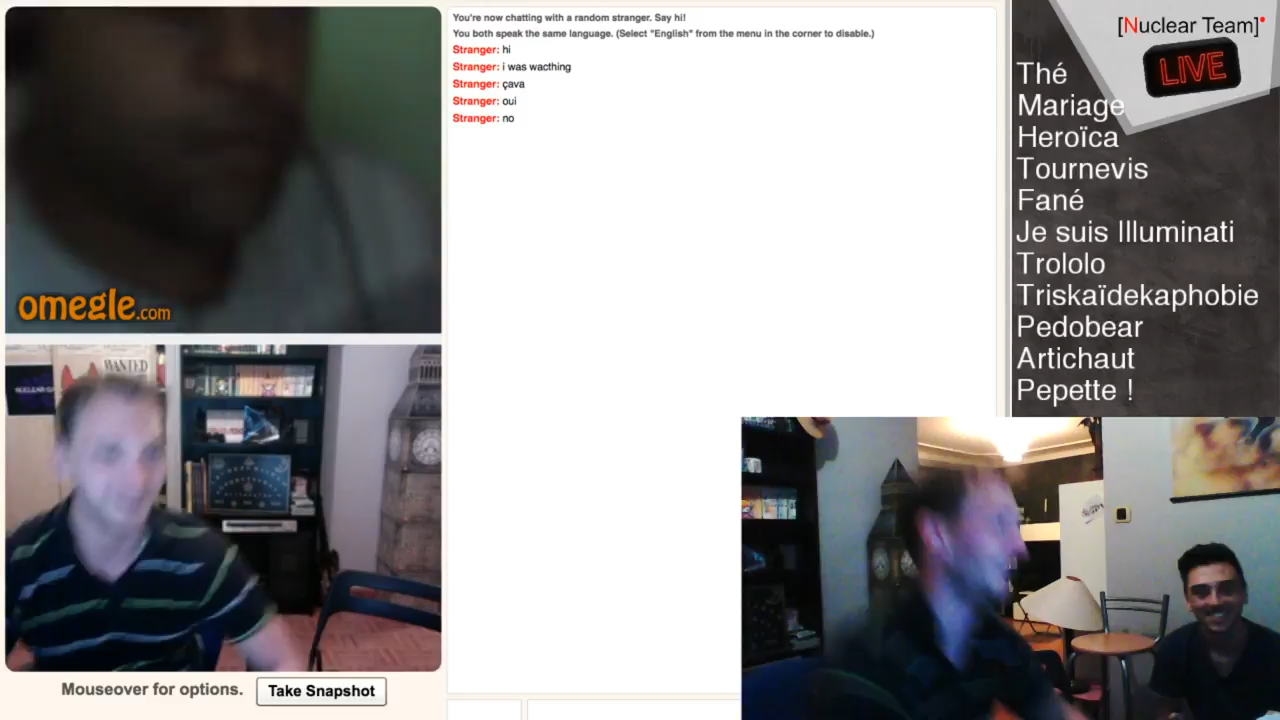 You're now chatting with a random stranger. Say hi!
You both speak the same language. (Select "English" from the menu in the corner to disable.)
Stranger: hi
Stranger: i was wacthing
Stranger: çava
Stranger: oui
Stranger: no
omegle.com
WANTED
Mouseover for options.
Take Snapshot
[Nuclear Team]
LIVE
Thé
Mariage
Heroïca
Tournevis
Fané
Je suis Illuminati
Trololo
Triskaïdekaphobie
Pedobear
Artichaut
Pepette !